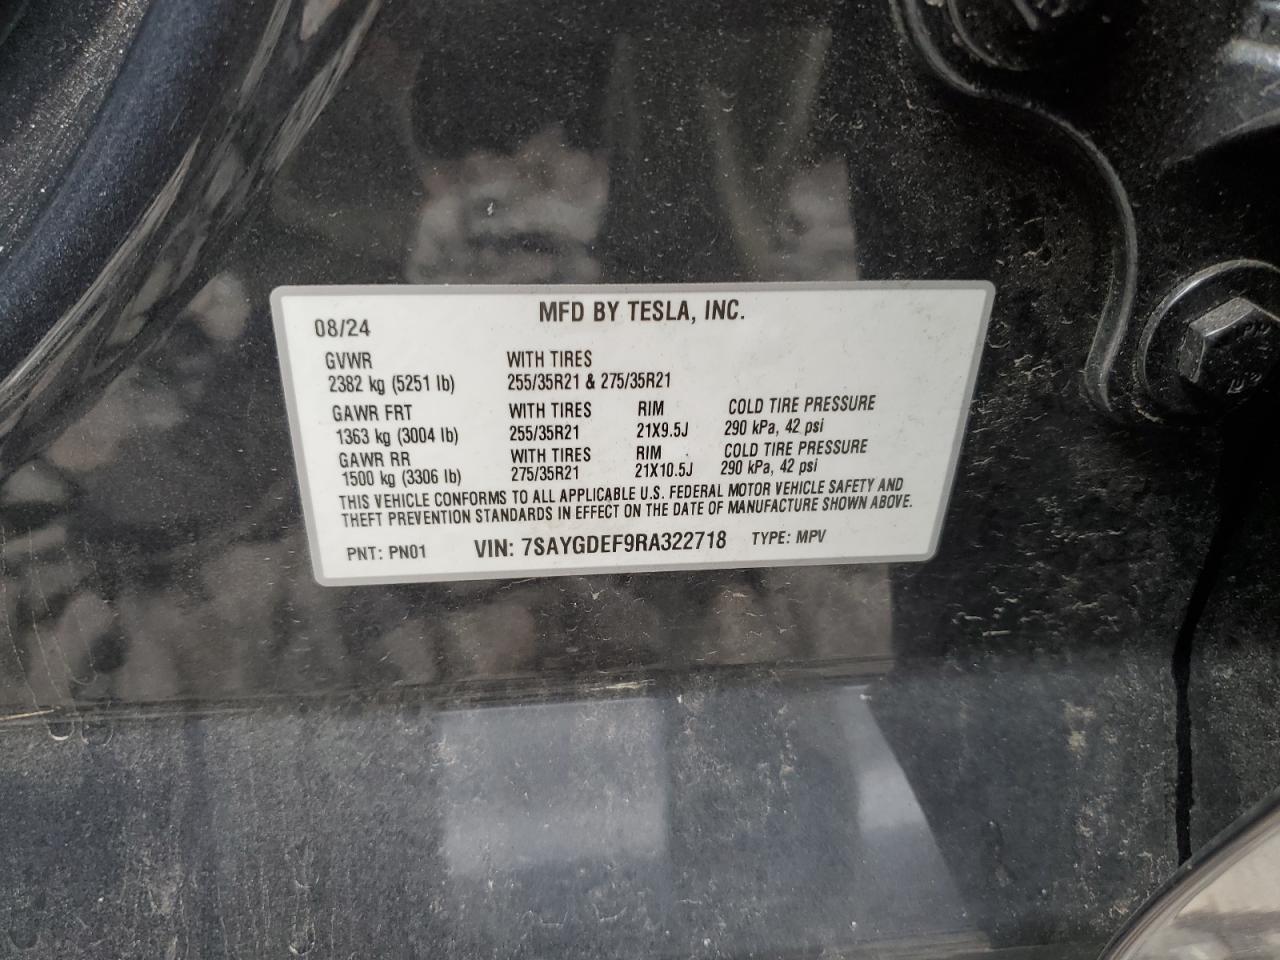 MFD BY TESLA, INC.
08/24
GVWR WITH TIRES
2382 kg (5251 lb) 255/35R21 & 275/35R21
GAWR FRT WITH TIRES RIM COLD TIRE PRESSURE
1363 kg (3004 lb) 255/35R21 21X9.5J 290 kPa, 42 psi
GAWR RR WITH TIRES RIM COLD TIRE PRESSURE
1500 kg (3306 lb) 275/35R21 21X10.5J 290 kPa, 42 psi
THIS VEHICLE CONFORMS TO ALL APPLICABLE U.S. FEDERAL MOTOR VEHICLE SAFETY AND
THEFT PREVENTION STANDARDS IN EFFECT ON THE DATE OF MANUFACTURE SHOWN ABOVE.
PNT: PN01 VIN: 7SAYGDEF9RA322718 TYPE: MPV